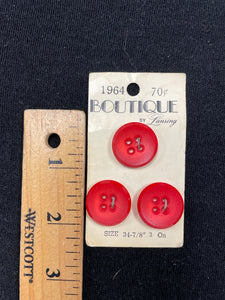 1964 70¢
BOUTIQUE
BY Lansing
SIZE 34-7/8" 3 On
1
2
3
WESTCOTT